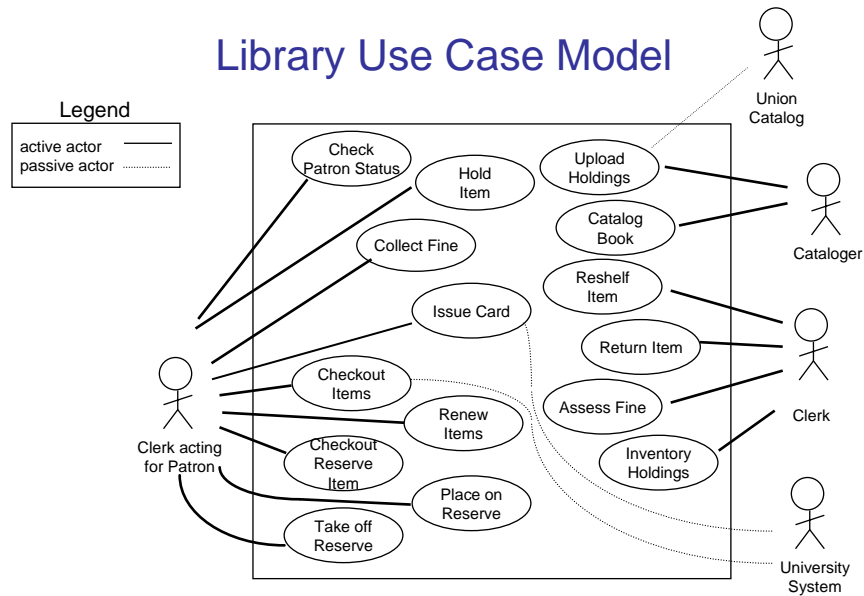 Library Use Case Model
Legend
active actor
passive actor
Union
Catalog
Check
Patron Status
Hold
Item
Upload
Holdings
Catalog
Book
Cataloger
Collect Fine
Reshelf
Item
Issue Card
Return Item
Checkout
Items
Assess Fine
Clerk
Renew
Items
Clerk acting
for Patron
Checkout
Reserve
Item
Inventory
Holdings
Place on
Reserve
Take off
Reserve
University
System